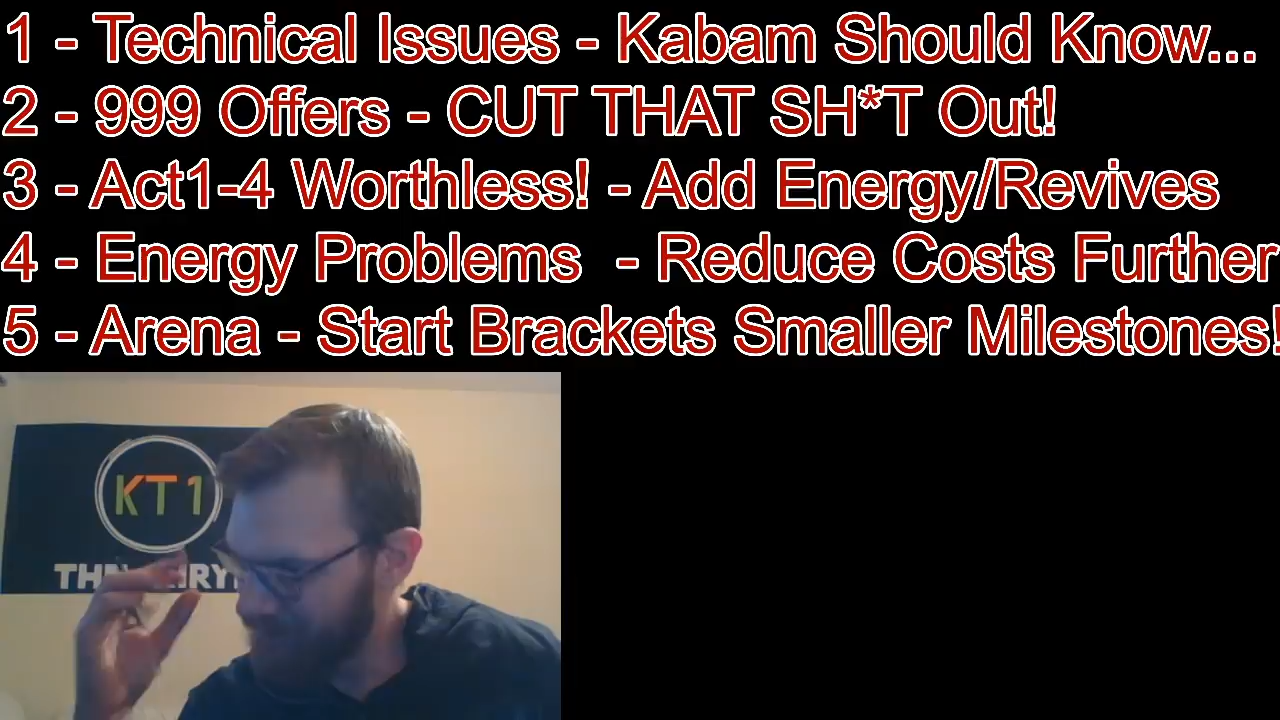 1 - Technical Issues - Kabam Should Know...
2 - 999 Offers - CUT THAT SH*T Out!
3 - Act1-4 Worthless! - Add Energy/Revives
4 - Energy Problems - Reduce Costs Further
5 - Arena - Start Brackets Smaller Milestones!
KT1